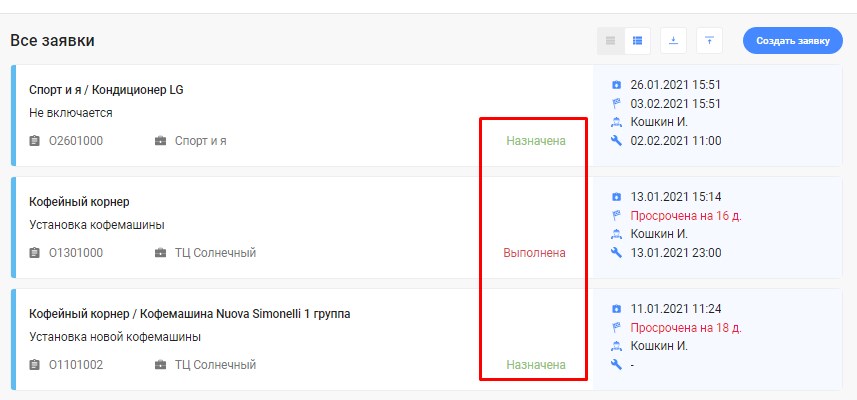 Все заявки
Создать заявку
Спорт и я / Кондиционер LG
Не включается
О2601000 Спорт и я Назначена
26.01.2021 15:51
03.02.2021 15:51
Кошкин И.
02.02.2021 11:00
Кофейный корнер
Установка кофемашины
О1301000 ТЦ Солнечный Выполнена
13.01.2021 15:14
Просрочена на 16 д.
Кошкин И.
13.01.2021 23:00
Кофейный корнер / Кофемашина Nuova Simonelli 1 группа
Установка новой кофемашины
О1101002 ТЦ Солнечный Назначена
11.01.2021 11:24
Просрочена на 18 д.
Кошкин И.
-